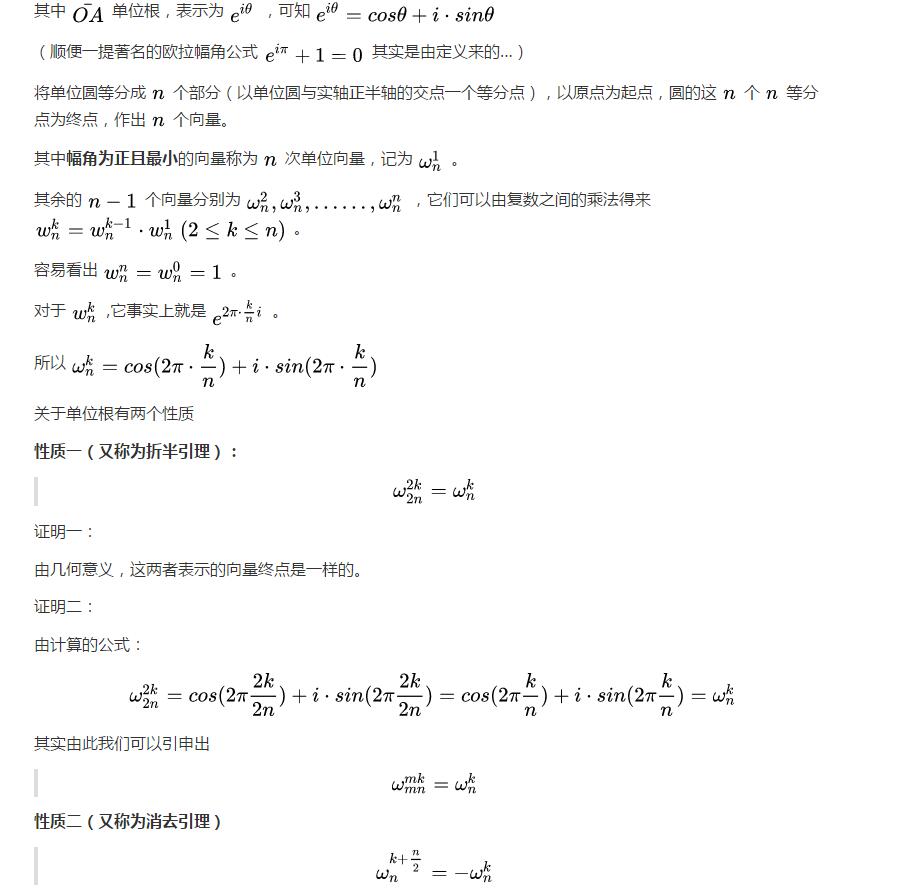 其中 $\bar{OA}$ 单位根，表示为 $e^{i\theta}$ ，可知 $e^{i\theta} = cos\theta + i \cdot sin\theta$
（顺便一提著名的欧拉幅角公式 $e^{i\pi} + 1 = 0$ 其实是由定义来的...）
将单位圆等分成 $n$ 个部分（以单位圆与实轴正半轴的交点一个等分点），以原点为起点，圆的这 $n$ 个 $n$ 等分
点为终点，作出 $n$ 个向量。
其中幅角为正且最小的向量称为 $n$ 次单位向量，记为 $\omega_n^1$ 。
其余的 $n-1$ 个向量分别为 $\omega_n^2, \omega_n^3, ......, \omega_n^n$ ，它们可以由复数之间的乘法得来
$w_n^k = w_n^{k-1} \cdot w_n^1 \ (2 \leq k \leq n)$ 。
容易看出 $w_n^n = w_n^0 = 1$ 。
对于 $w_n^k$ ,它事实上就是 $e^{2\pi \cdot \frac{k}{n} i}$ 。
所以 $\omega_n^k = cos(2\pi \cdot \frac{k}{n}) + i \cdot sin(2\pi \cdot \frac{k}{n})$
关于单位根有两个性质
性质一（又称为折半引理）：
$\omega_{2n}^{2k} = \omega_n^k$
证明一：
由几何意义，这两者表示的向量终点是一样的。
证明二：
由计算的公式：
$\omega_{2n}^{2k} = cos(2\pi \frac{2k}{2n}) + i \cdot sin(2\pi \frac{2k}{2n}) = cos(2\pi \frac{k}{n}) + i \cdot sin(2\pi \frac{k}{n}) = \omega_n^k$
其实由此我们可以引申出
$\omega_{mn}^{mk} = \omega_n^k$
性质二（又称为消去引理）
$\omega_n^{k+\frac{n}{2}} = -\omega_n^k$